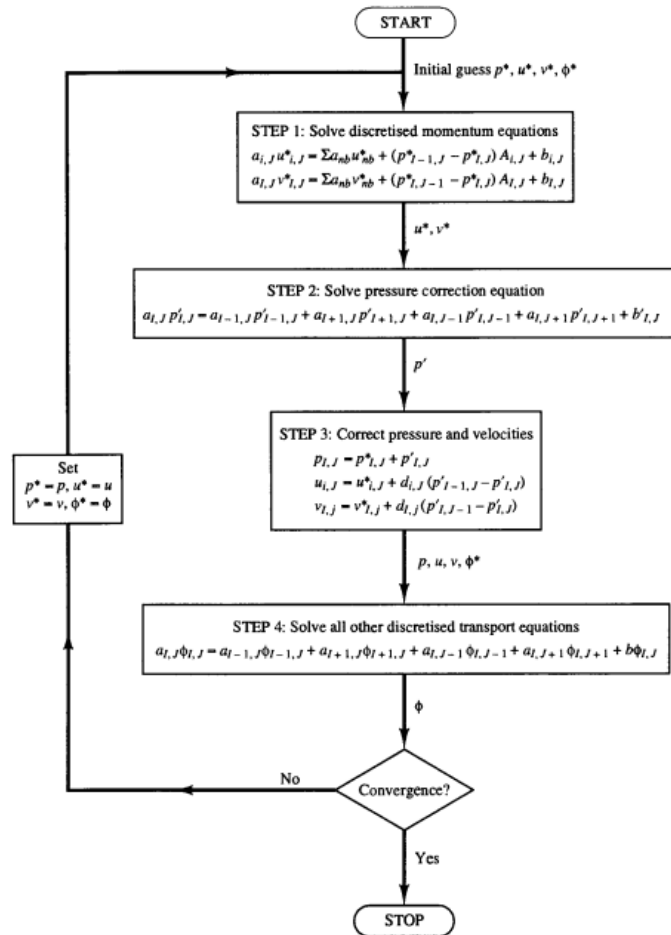 START
Initial guess p*, u*, v*, ϕ*
STEP 1: Solve discretised momentum equations
a_{i,J} u*_{i,J} = Σa_{nb} u*_{nb} + (p*_{I−1,J} − p*_{I,J}) A_{i,J} + b_{i,J}
a_{I,J} v*_{I,J} = Σa_{nb} v*_{nb} + (p*_{I,J−1} − p*_{I,J}) A_{I,J} + b_{I,J}
u*, v*
STEP 2: Solve pressure correction equation
a_{I,J} p′_{I,J} = a_{I−1,J} p′_{I−1,J} + a_{I+1,J} p′_{I+1,J} + a_{I,J−1} p′_{I,J−1} + a_{I,J+1} p′_{I,J+1} + b′_{I,J}
p′
STEP 3: Correct pressure and velocities
p_{I,J} = p*_{I,J} + p′_{I,J}
u_{i,J} = u*_{i,J} + d_{i,J} (p′_{I−1,J} − p′_{I,J})
v_{I,j} = v*_{I,j} + d_{I,j} (p′_{I,J−1} − p′_{I,J})
Set
p* = p, u* = u
v* = v, ϕ* = ϕ
p, u, v, ϕ*
STEP 4: Solve all other discretised transport equations
a_{I,J} ϕ_{I,J} = a_{I−1,J} ϕ_{I−1,J} + a_{I+1,J} ϕ_{I+1,J} + a_{I,J−1} ϕ_{I,J−1} + a_{I,J+1} ϕ_{I,J+1} + bϕ_{I,J}
ϕ
No
Convergence?
Yes
STOP